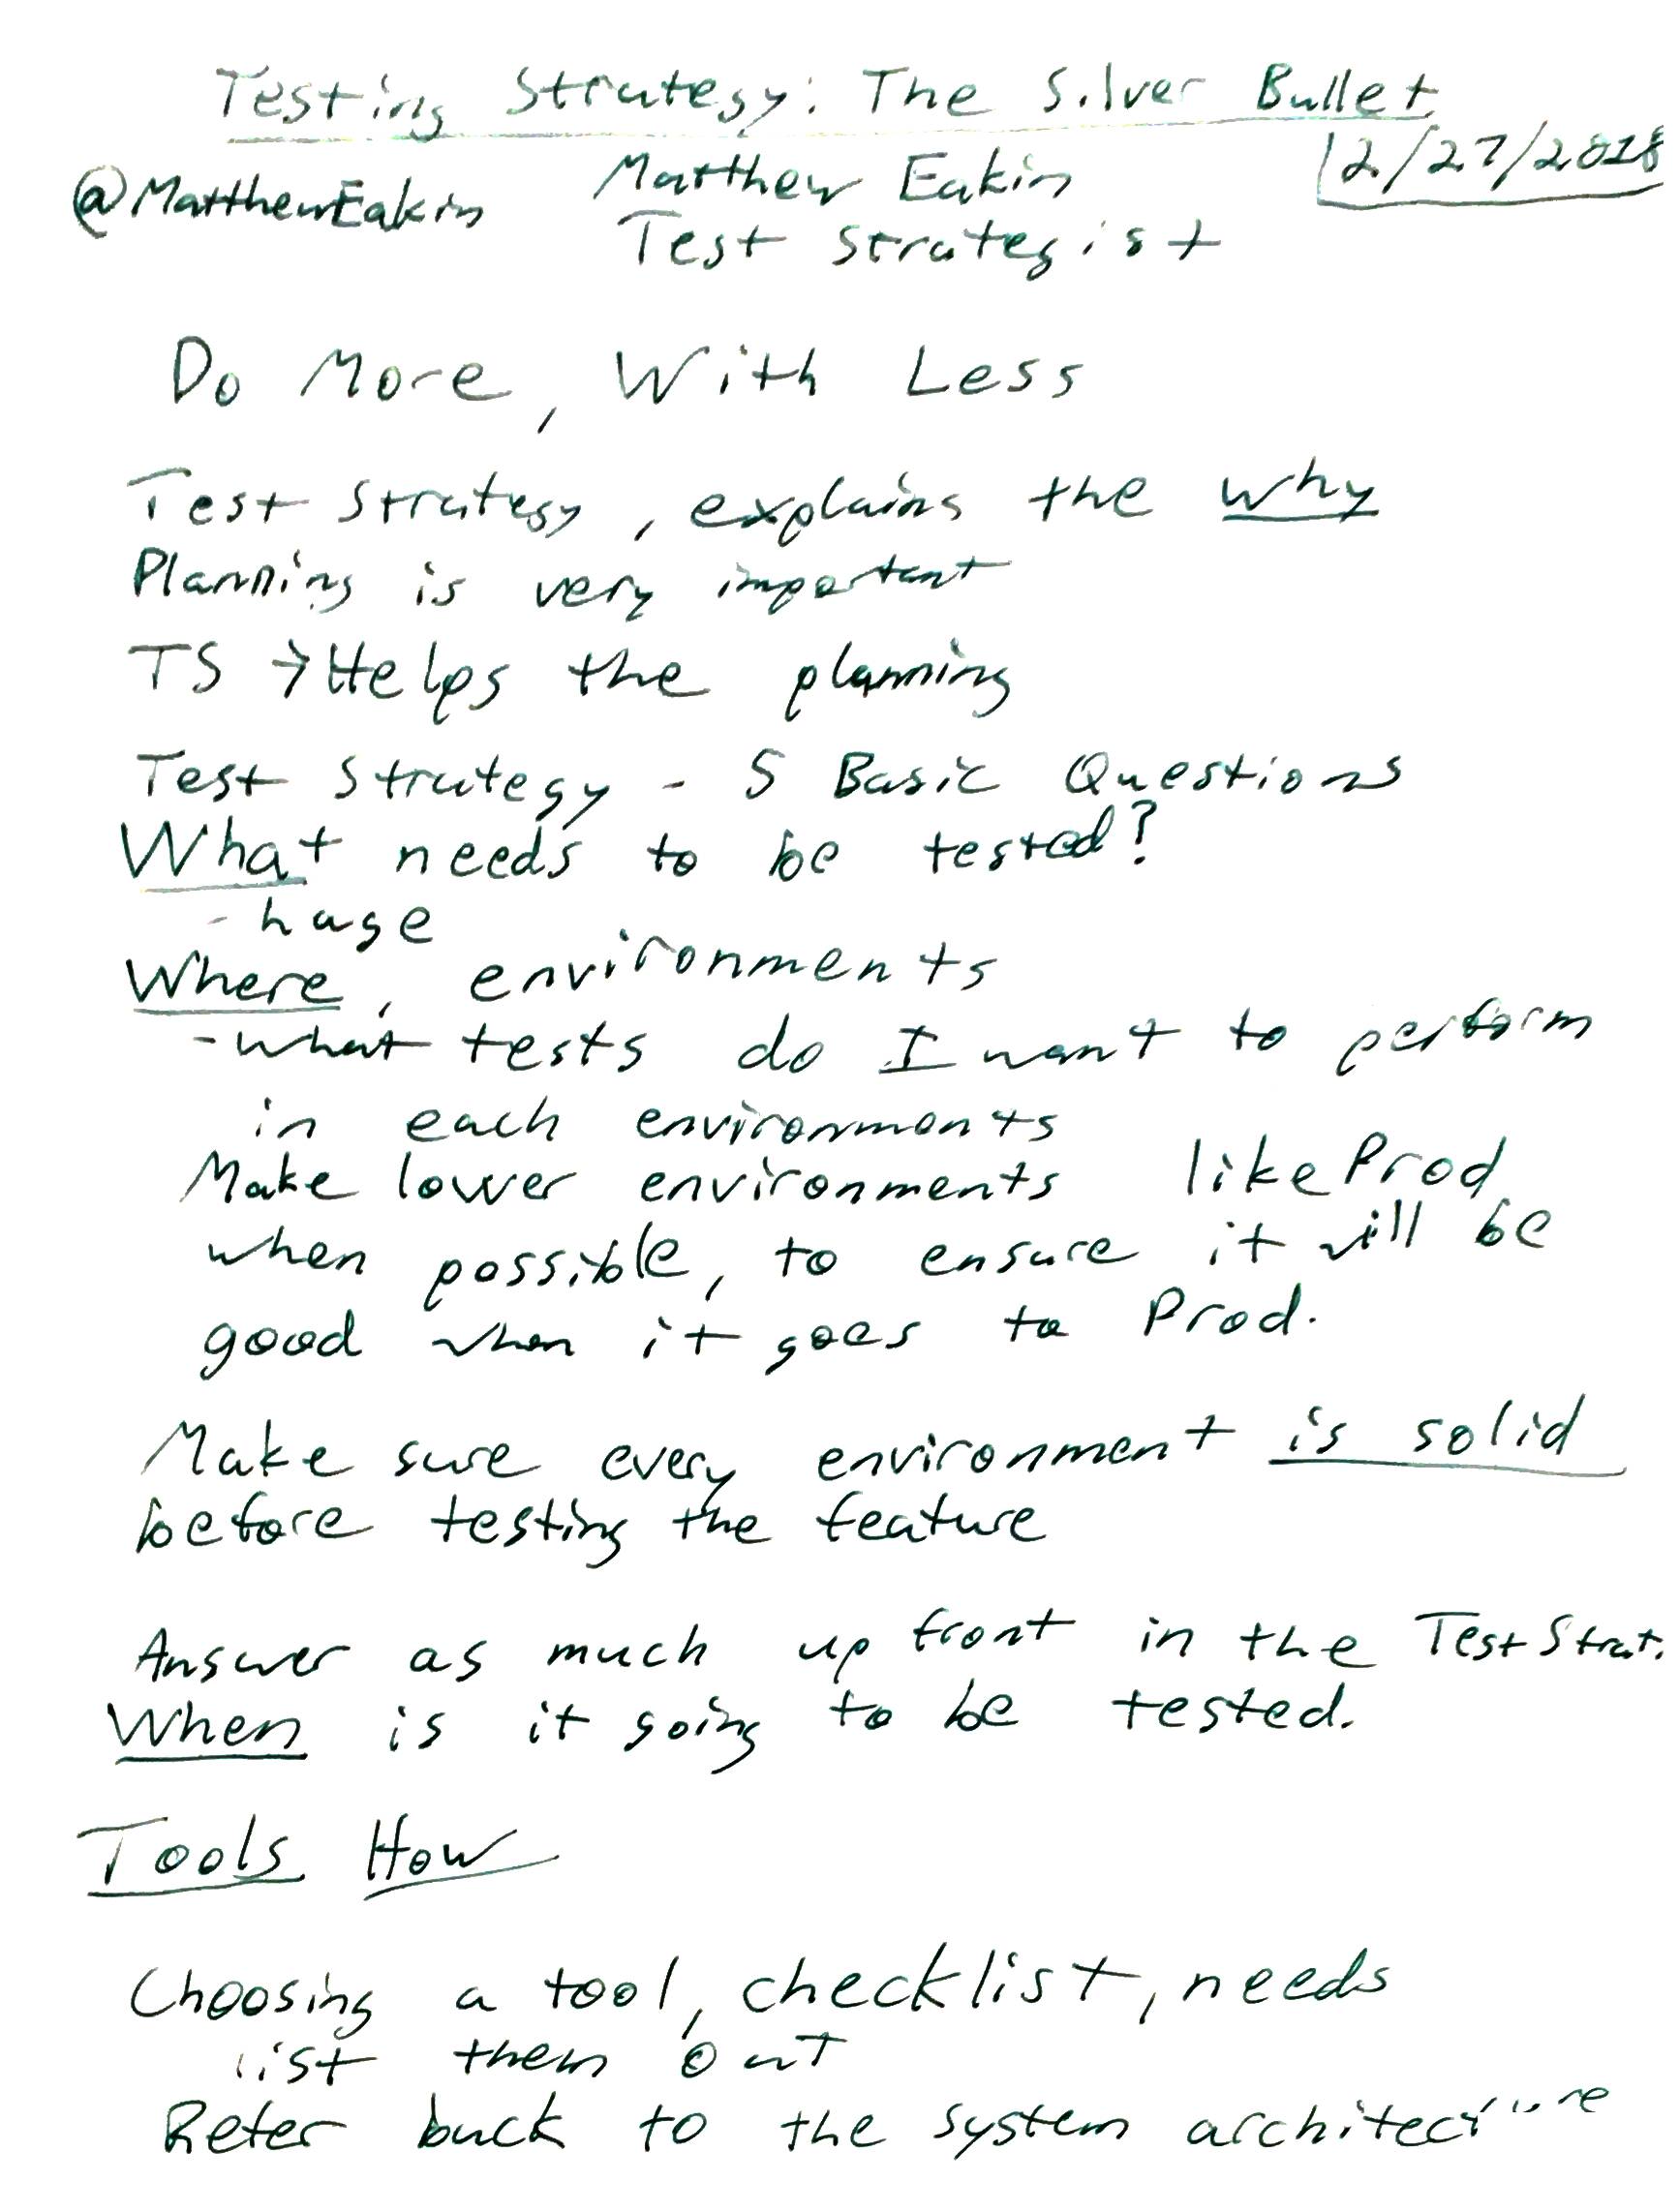 Testing Strategy: The Silver Bullet
12/27/2018
@MatthewEakin Matthew Eakin
Test Strategist
Do More, With Less
Test Strategy, explains the why
Planning is very important
TS → Helps the planning
Test Strategy - 5 Basic Questions
What needs to be tested?
- huge
Where, environments
- what tests do I want to perform
in each environments
Make lower environments like Prod
when possible, to ensure it will be
good when it goes to Prod.
Make sure every environment is solid
before testing the feature
Answer as much up front in the Test Strat.
When is it going to be tested.
Tools How
Choosing a tool, checklist, needs
list them out
Refer back to the system architecture